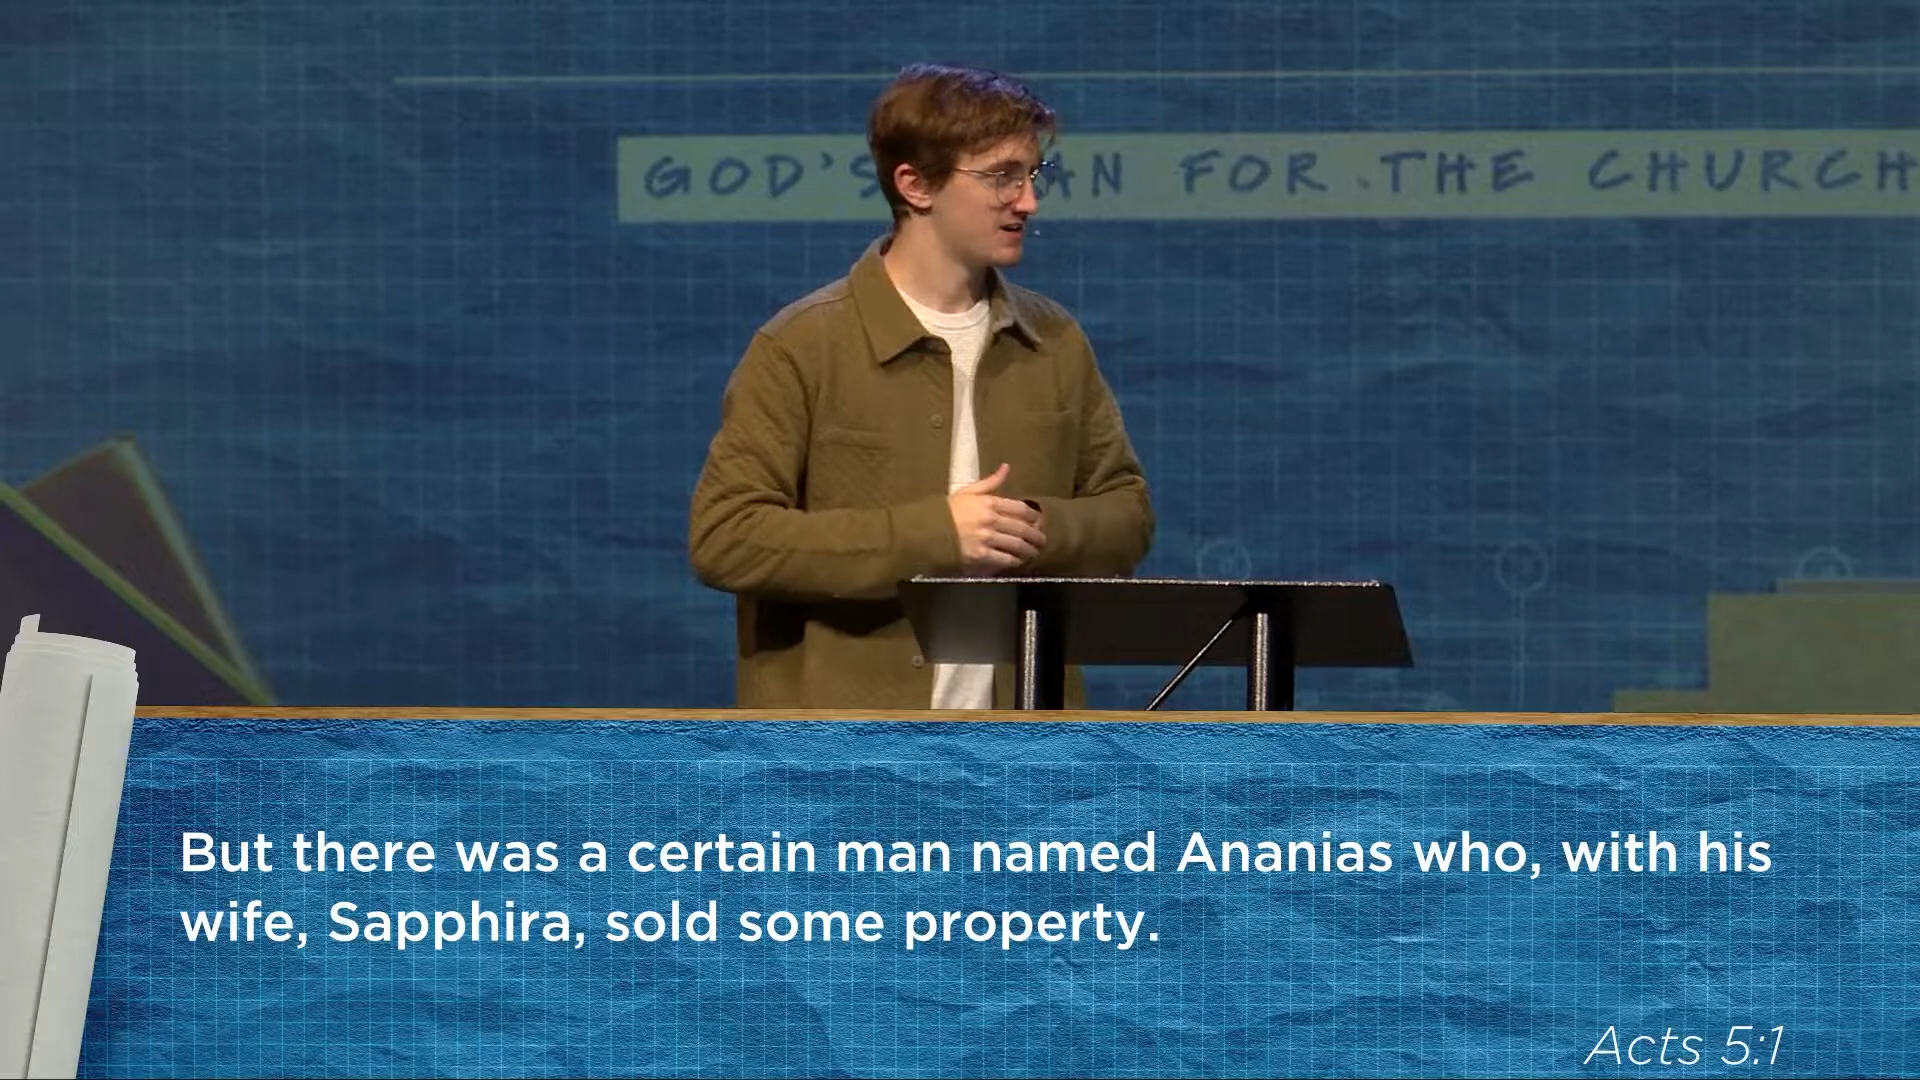 GOD'S AN FOR THE CHURCH
But there was a certain man named Ananias who, with his
wife, Sapphira, sold some property.
Acts 5:1